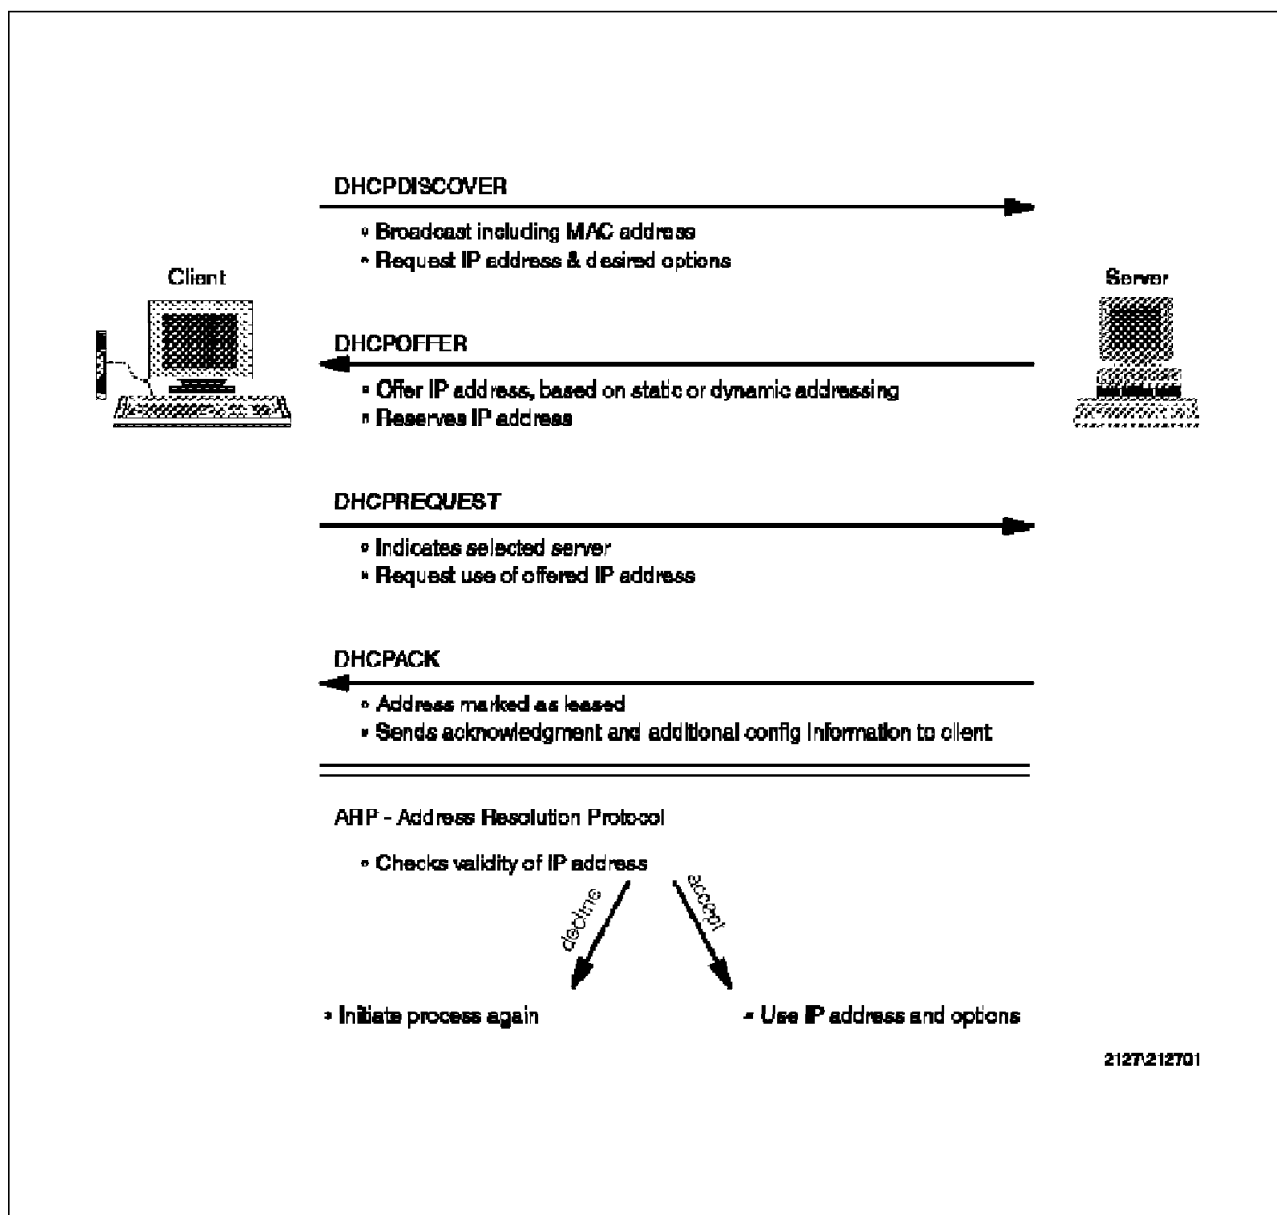 DHCPDISCOVER
• Broadcast including MAC address
• Request IP address & desired options
Client
Server
DHCPOFFER
• Offer IP address, based on static or dynamic addressing
• Reserves IP address
DHCPREQUEST
• Indicates selected server
• Request use of offered IP address
DHCPACK
• Address marked as leased
• Sends acknowledgment and additional config information to client
ARP - Address Resolution Protocol
• Checks validity of IP address
decline
accept
• Initiate process again
• Use IP address and options
2127\212701